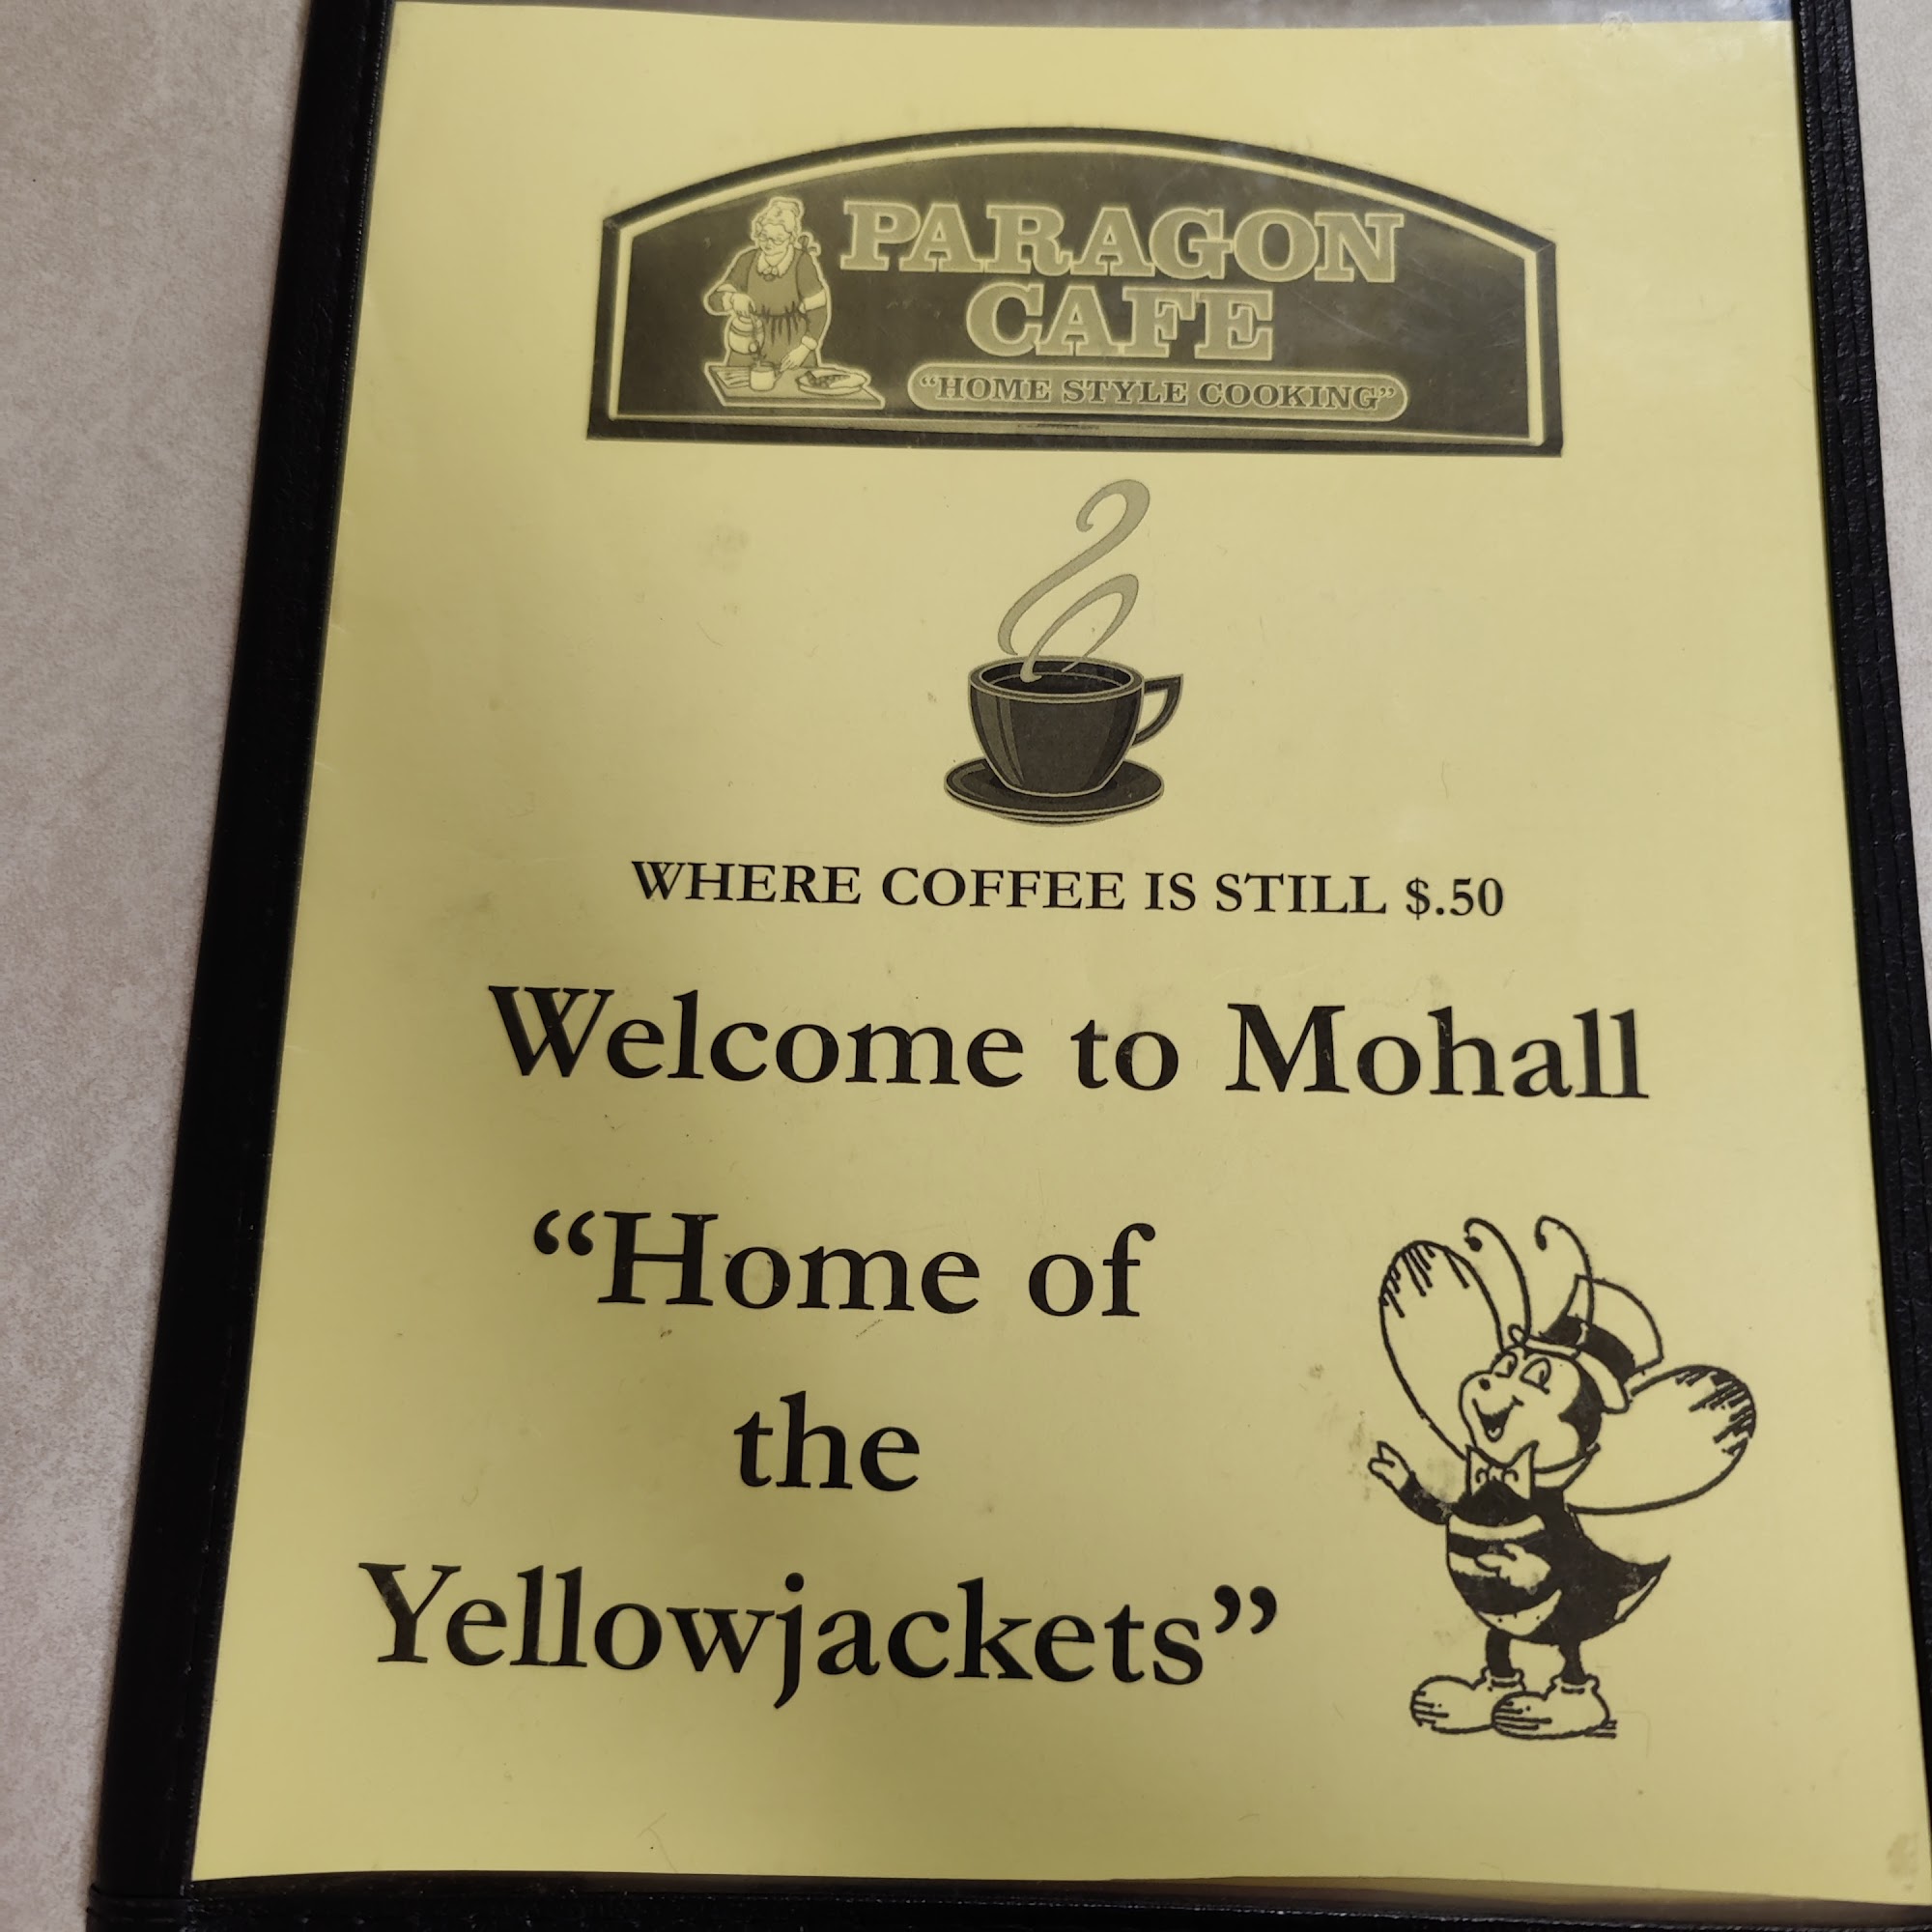 PARAGON
CAFE
“HOME STYLE COOKING”
WHERE COFFEE IS STILL $.50
Welcome to Mohall
“Home of
the
Yellowjackets”